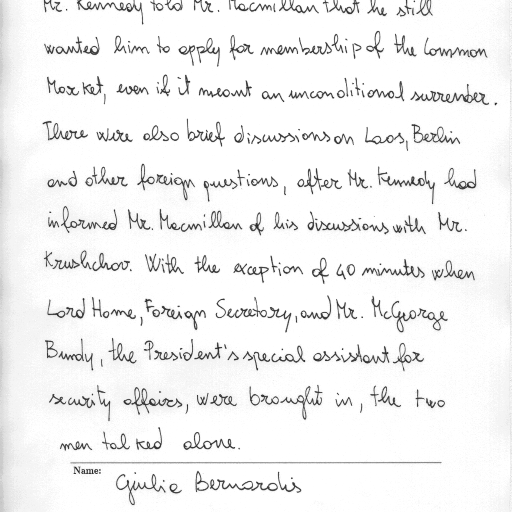 Mr. Kennedy told Mr. Macmillan that he still
wanted him to apply for membership of the Common
Market, even if it meant an unconditional surrender.
There were also brief discussions on Laos, Berlin
and other foreign questions, after Mr. Kennedy had
informed Mr. Macmillan of his discussions with Mr.
Krushchov. With the exception of 40 minutes when
Lord Home, Foreign Secretary, and Mr. McGeorge
Bundy, the President's special assistant for
security affairs, were brought in, the two
men talked alone.
Name:
Giulia Bernardis